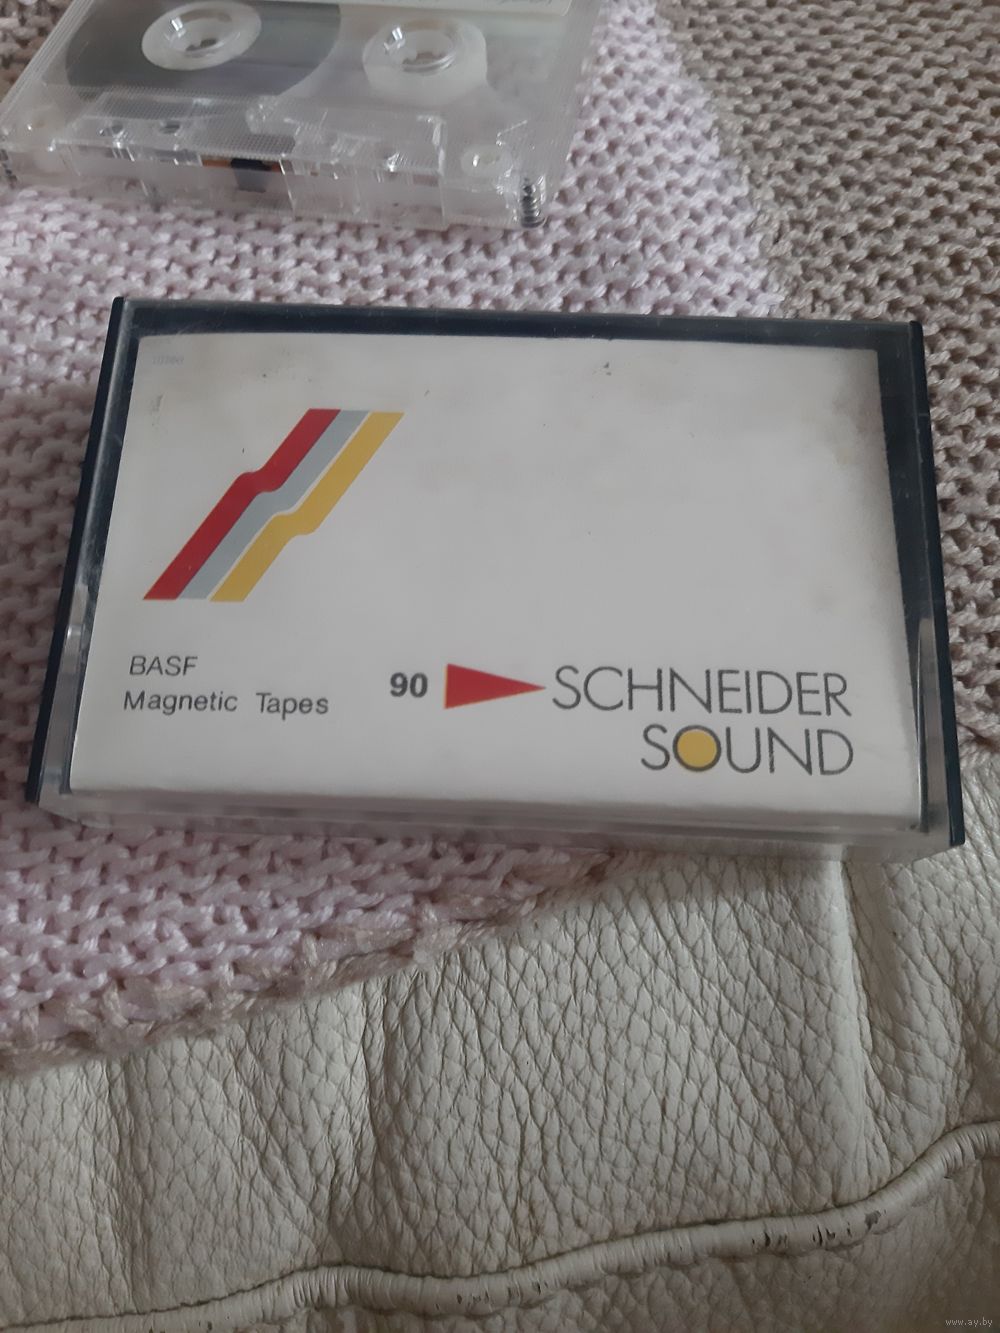 BASF
Magnetic Tapes
90 SCHNEIDER
SOUND
www.ay.by